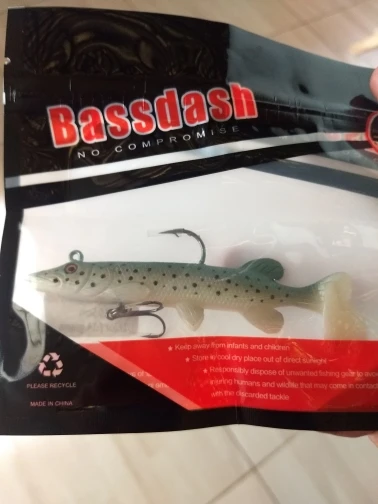 Bassdash
NO COMPROMISE
• Keep away from infants and children
• Store in cool dry place out of direct sunlight
• Responsibly dispose of unwanted fishing gear to avoid
injuring humans and wildlife that may come in contact
with the discarded tackle
PLEASE RECYCLE
MADE IN CHINA